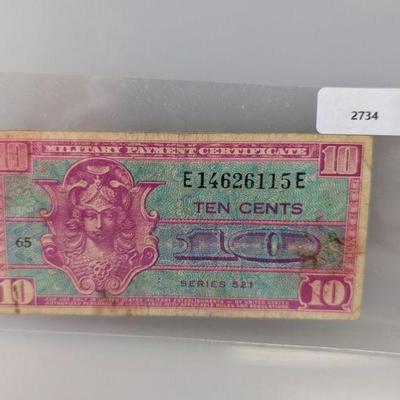 2734
10 MILITARY PAYMENT CERTIFICATE 10
E14626115E
TEN CENTS
65
10
SERIES 521
10 10